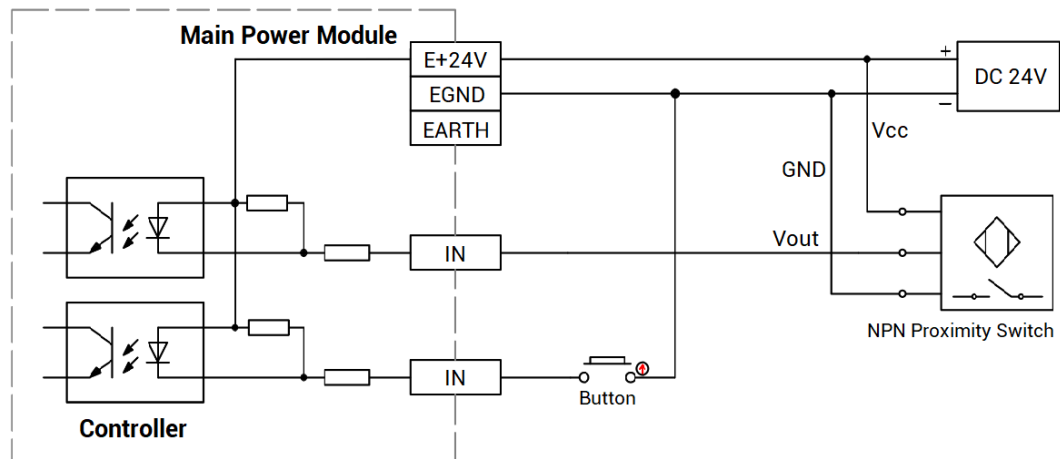 Main Power Module
E+24V
EGND
EARTH
+
DC 24V
−
Vcc
GND
Vout
IN
NPN Proximity Switch
IN
Button
Controller